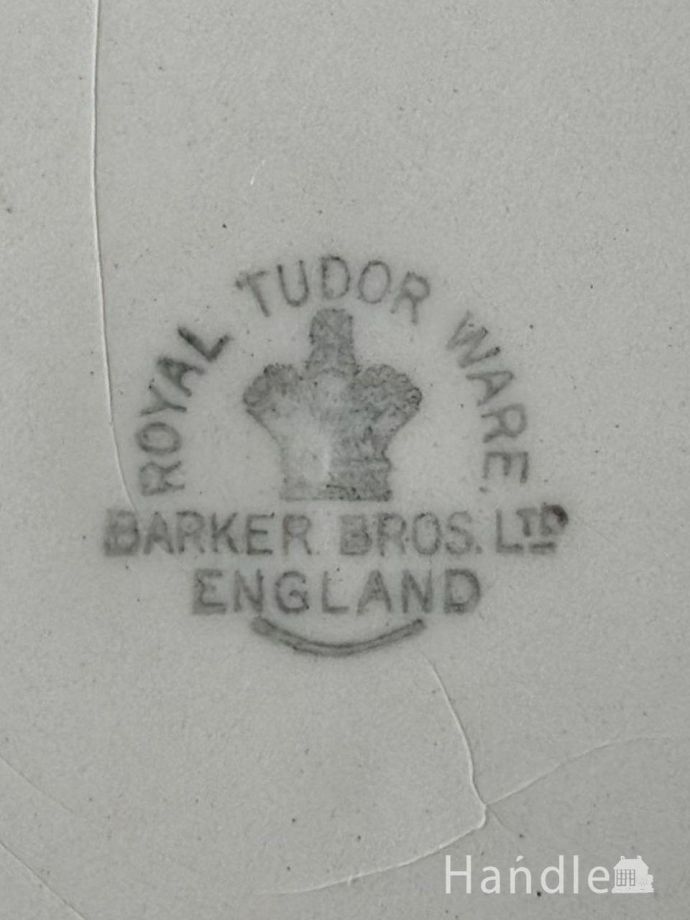 ROYAL TUDOR WARE.
BARKER BROS. LTD
ENGLAND
Handle